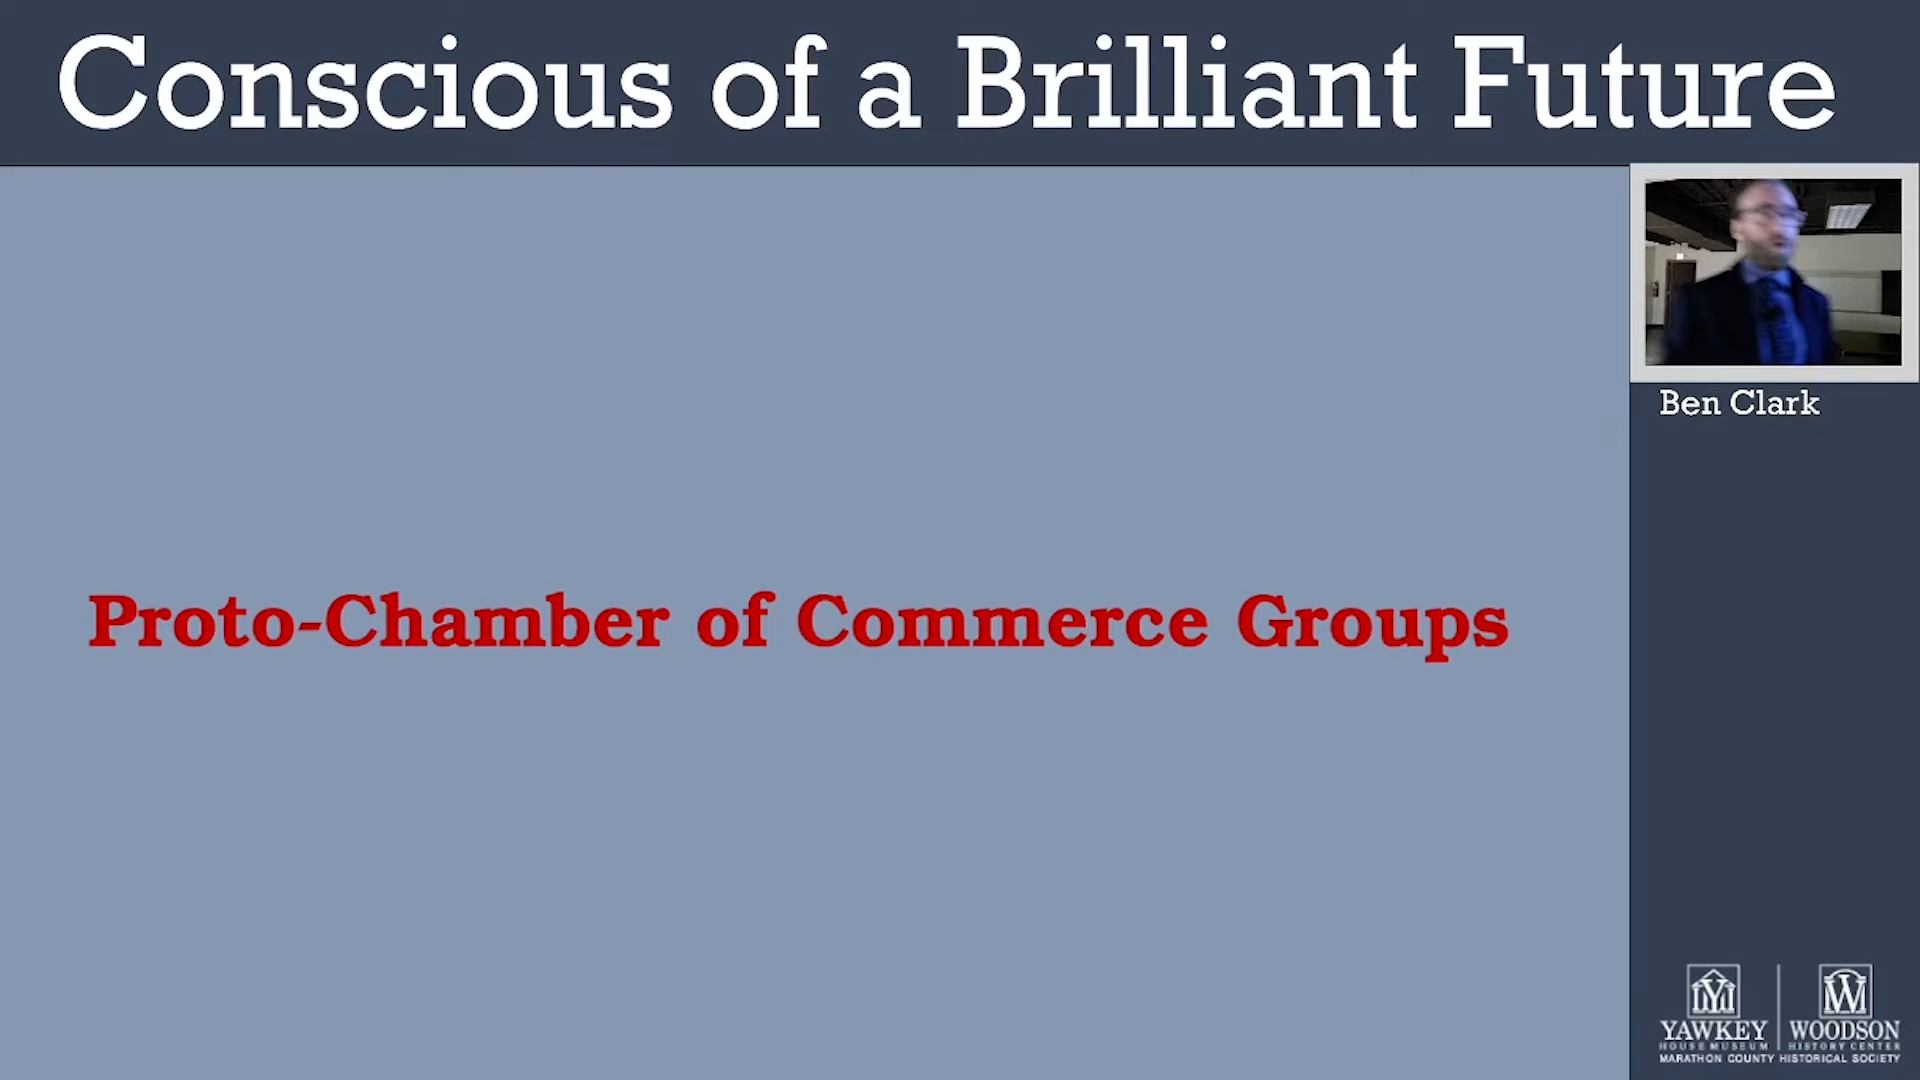 Conscious of a Brilliant Future
Ben Clark
Proto-Chamber of Commerce Groups
YAWKEY
HOUSE MUSEUM
WOODSON
HISTORY CENTER
MARATHON COUNTY HISTORICAL SOCIETY